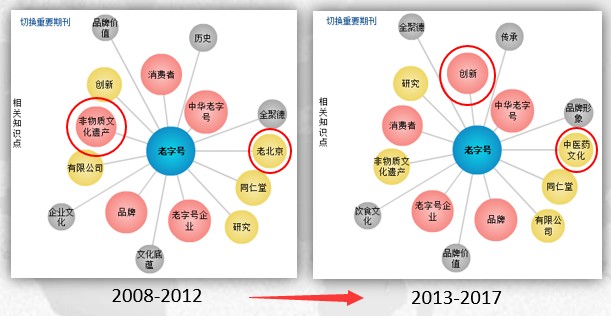 切换重要期刊
相关知识点
品牌价
值
历史
消费者
创新
中华老字
号
非物质文
化遗产
全聚德
老字号
老北京
有限公司
同仁堂
企业文
化
品牌
老字号企
业
研究
文化底
蕴
2008-2012
切换重要期刊
相关知识点
全聚德
传承
创新
研究
中华老字
号
品牌形
象
消费者
老字号
中医药
文化
非物质文
化遗产
同仁堂
饮食文
化
老字号
企业
品牌
有限公
司
品牌价
值
2013-2017